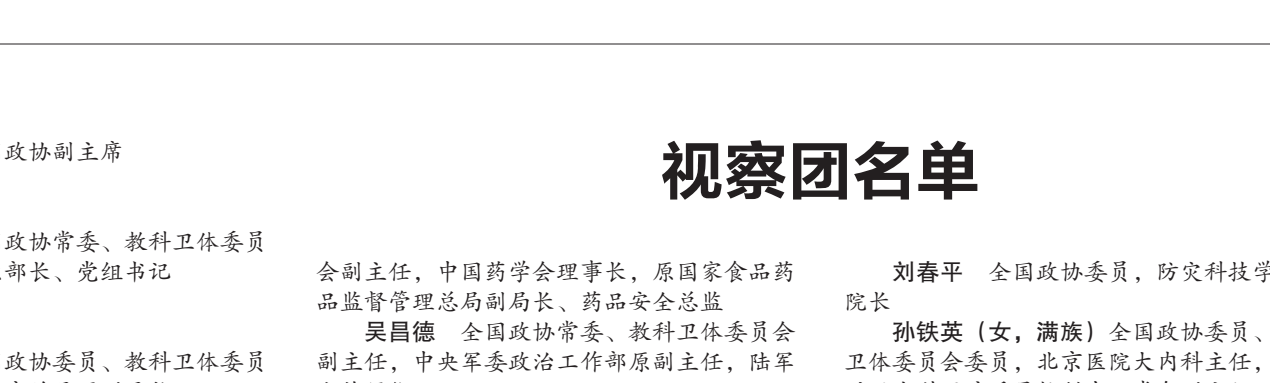 视察团名单
政协副主席
政协常委、教科卫体委员
部长、党组书记
政协委员、教科卫体委员
会副主任，中国药学会理事长，原国家食品药
品监督管理总局副局长、药品安全总监
吴昌德　全国政协常委、教科卫体委员会
副主任，中央军委政治工作部原副主任，陆军
刘春平　全国政协委员，防灾科技学
院长
孙铁英（女，满族）全国政协委员、
卫体委员会委员，北京医院大内科主任，